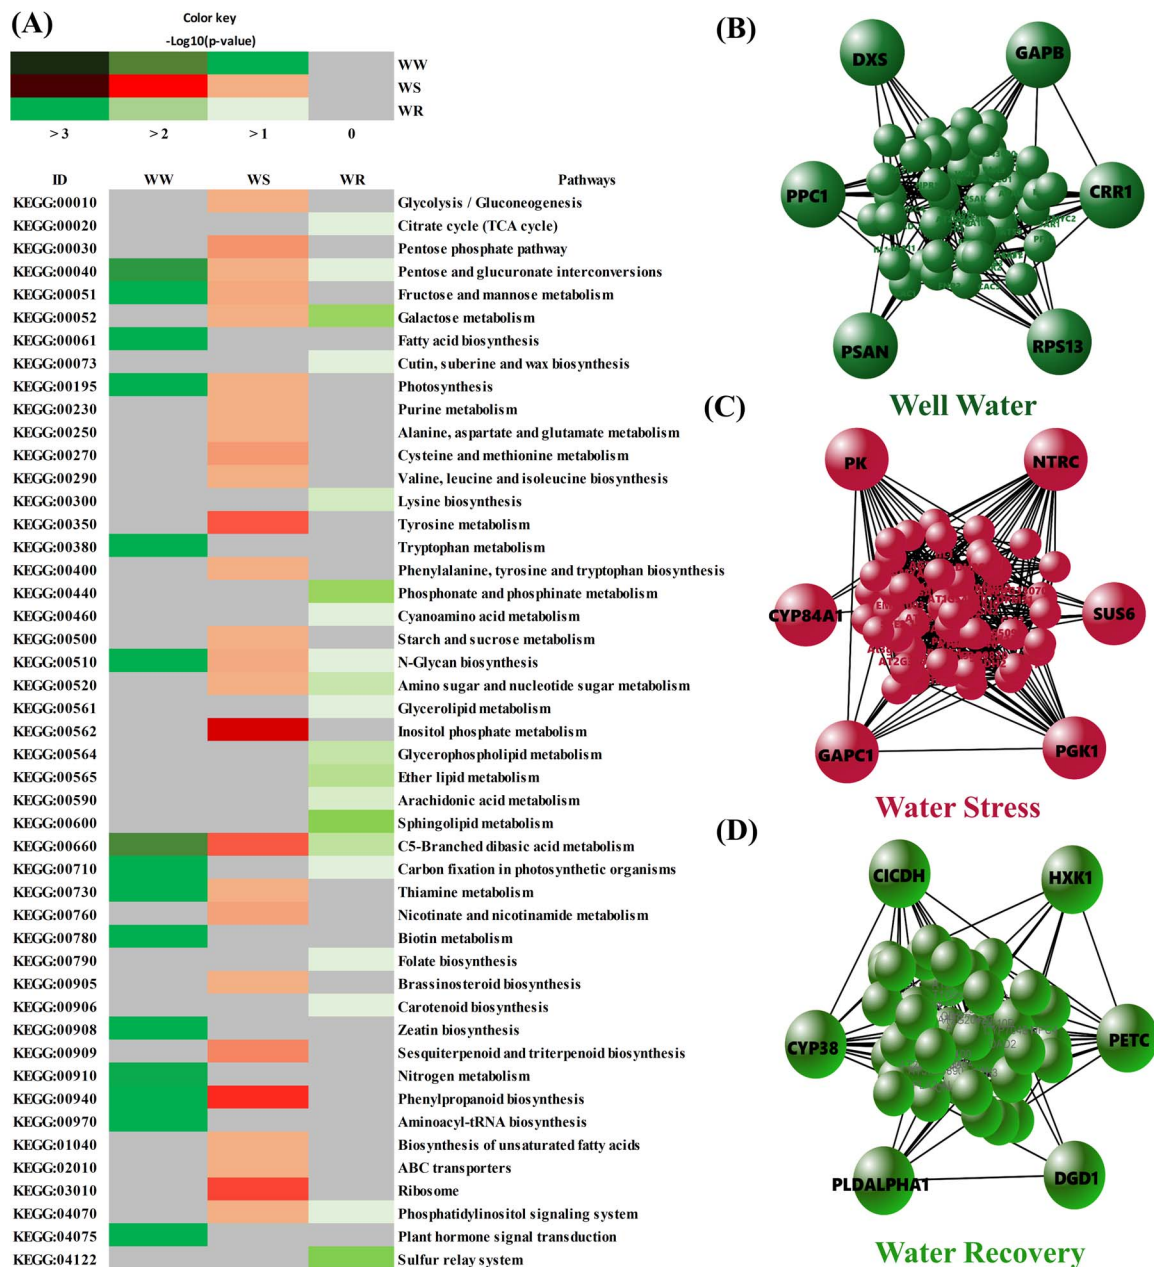 (A)
Color key
-Log10(p-value)
WW
WS
WR
> 3 > 2 > 1 0
ID WW WS WR Pathways
KEGG:00010 Glycolysis / Gluconeogenesis
KEGG:00020 Citrate cycle (TCA cycle)
KEGG:00030 Pentose phosphate pathway
KEGG:00040 Pentose and glucuronate interconversions
KEGG:00051 Fructose and mannose metabolism
KEGG:00052 Galactose metabolism
KEGG:00061 Fatty acid biosynthesis
KEGG:00073 Cutin, suberine and wax biosynthesis
KEGG:00195 Photosynthesis
KEGG:00230 Purine metabolism
KEGG:00250 Alanine, aspartate and glutamate metabolism
KEGG:00270 Cysteine and methionine metabolism
KEGG:00290 Valine, leucine and isoleucine biosynthesis
KEGG:00300 Lysine biosynthesis
KEGG:00350 Tyrosine metabolism
KEGG:00380 Tryptophan metabolism
KEGG:00400 Phenylalanine, tyrosine and tryptophan biosynthesis
KEGG:00440 Phosphonate and phosphinate metabolism
KEGG:00460 Cyanoamino acid metabolism
KEGG:00500 Starch and sucrose metabolism
KEGG:00510 N-Glycan biosynthesis
KEGG:00520 Amino sugar and nucleotide sugar metabolism
KEGG:00561 Glycerolipid metabolism
KEGG:00562 Inositol phosphate metabolism
KEGG:00564 Glycerophospholipid metabolism
KEGG:00565 Ether lipid metabolism
KEGG:00590 Arachidonic acid metabolism
KEGG:00600 Sphingolipid metabolism
KEGG:00660 C5-Branched dibasic acid metabolism
KEGG:00710 Carbon fixation in photosynthetic organisms
KEGG:00730 Thiamine metabolism
KEGG:00760 Nicotinate and nicotinamide metabolism
KEGG:00780 Biotin metabolism
KEGG:00790 Folate biosynthesis
KEGG:00905 Brassinosteroid biosynthesis
KEGG:00906 Carotenoid biosynthesis
KEGG:00908 Zeatin biosynthesis
KEGG:00909 Sesquiterpenoid and triterpenoid biosynthesis
KEGG:00910 Nitrogen metabolism
KEGG:00940 Phenylpropanoid biosynthesis
KEGG:00970 Aminoacyl-tRNA biosynthesis
KEGG:01040 Biosynthesis of unsaturated fatty acids
KEGG:02010 ABC transporters
KEGG:03010 Ribosome
KEGG:04070 Phosphatidylinositol signaling system
KEGG:04075 Plant hormone signal transduction
KEGG:04122 Sulfur relay system
(B)
DXS GAPB
PPC1 CRR1
PSAN RPS13
Well Water
(C)
PK NTRC
CYP84A1 SUS6
GAPC1 PGK1
Water Stress
(D)
CICDH HXK1
CYP38 PETC
PLDALPHA1 DGD1
Water Recovery